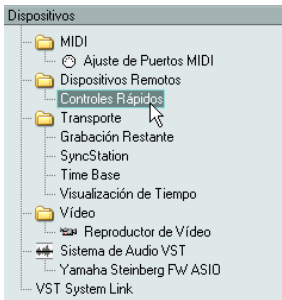 Dispositivos
MIDI
Ajuste de Puertos MIDI
Dispositivos Remotos
Controles Rápidos
Transporte
Grabación Restante
SyncStation
Time Base
Visualización de Tiempo
Vídeo
Reproductor de Vídeo
Sistema de Audio VST
Yamaha Steinberg FW ASIO
VST System Link